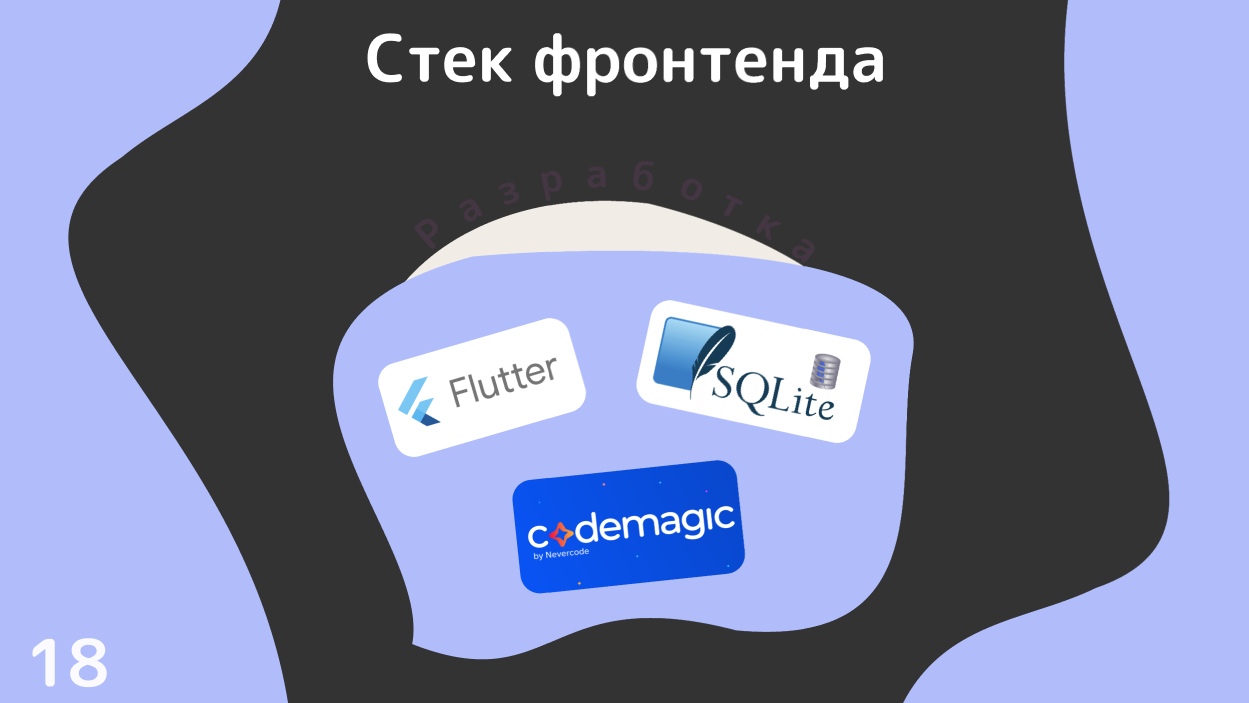 Стек фронтенда
Разработка
Flutter
SQLite
codemagic
by Nevercode
18